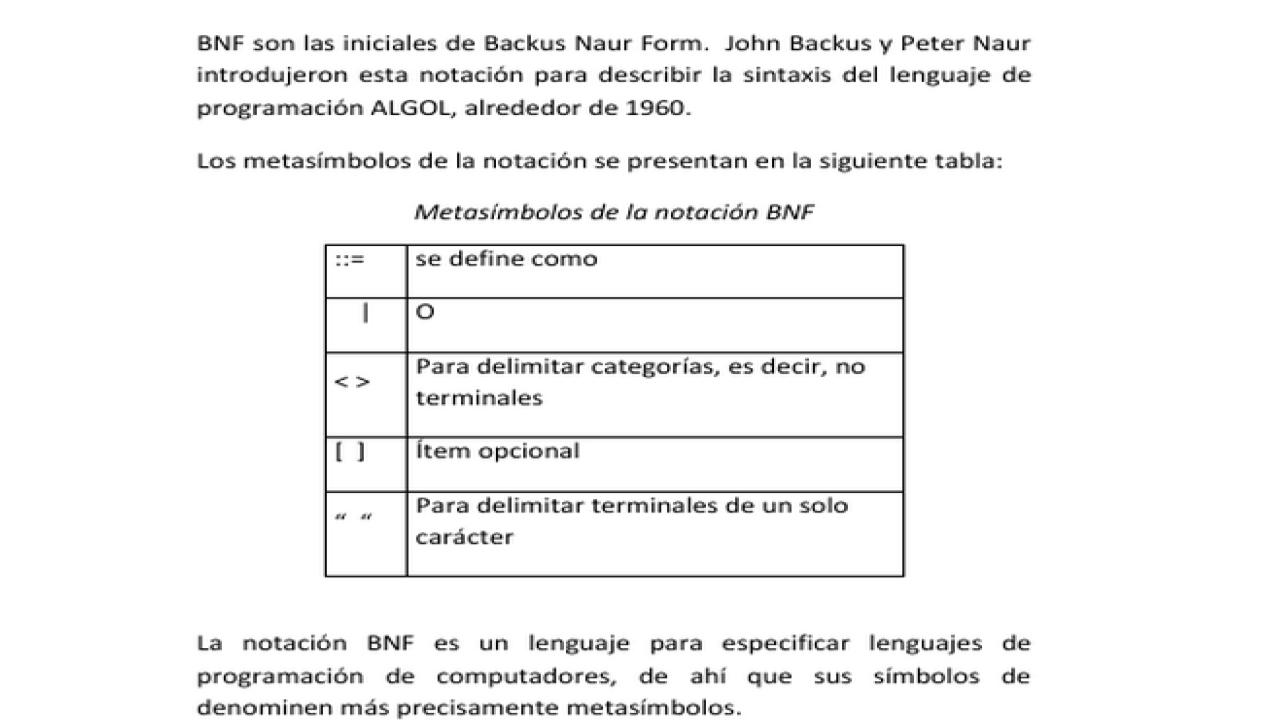 BNF son las iniciales de Backus Naur Form. John Backus y Peter Naur
introdujeron esta notación para describir la sintaxis del lenguaje de
programación ALGOL, alrededor de 1960.
Los metasímbolos de la notación se presentan en la siguiente tabla:
Metasímbolos de la notación BNF
::= se define como
| O
< > Para delimitar categorías, es decir, no
terminales
[ ] Ítem opcional
“ “ Para delimitar terminales de un solo
carácter
La notación BNF es un lenguaje para especificar lenguajes de
programación de computadores, de ahí que sus símbolos de
denominen más precisamente metasímbolos.